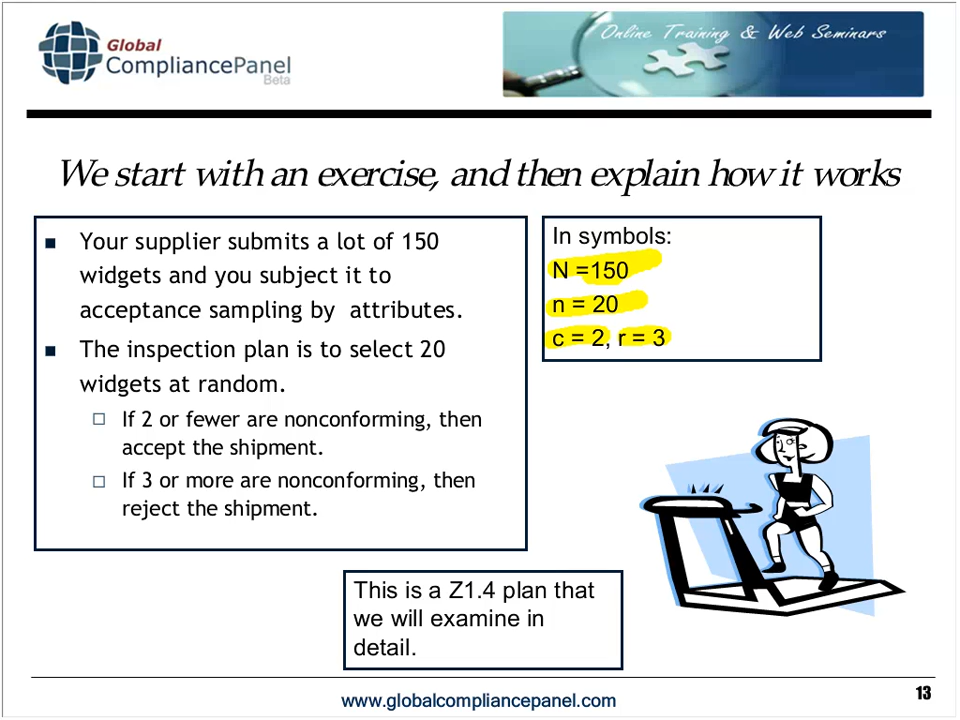 Global
CompliancePanel
Beta
Online Training & Web Seminars
We start with an exercise, and then explain how it works
Your supplier submits a lot of 150
widgets and you subject it to
acceptance sampling by attributes.
The inspection plan is to select 20
widgets at random.
If 2 or fewer are nonconforming, then
accept the shipment.
If 3 or more are nonconforming, then
reject the shipment.
In symbols:
N =150
n = 20
c = 2, r = 3
This is a Z1.4 plan that
we will examine in
detail.
www.globalcompliancepanel.com
13